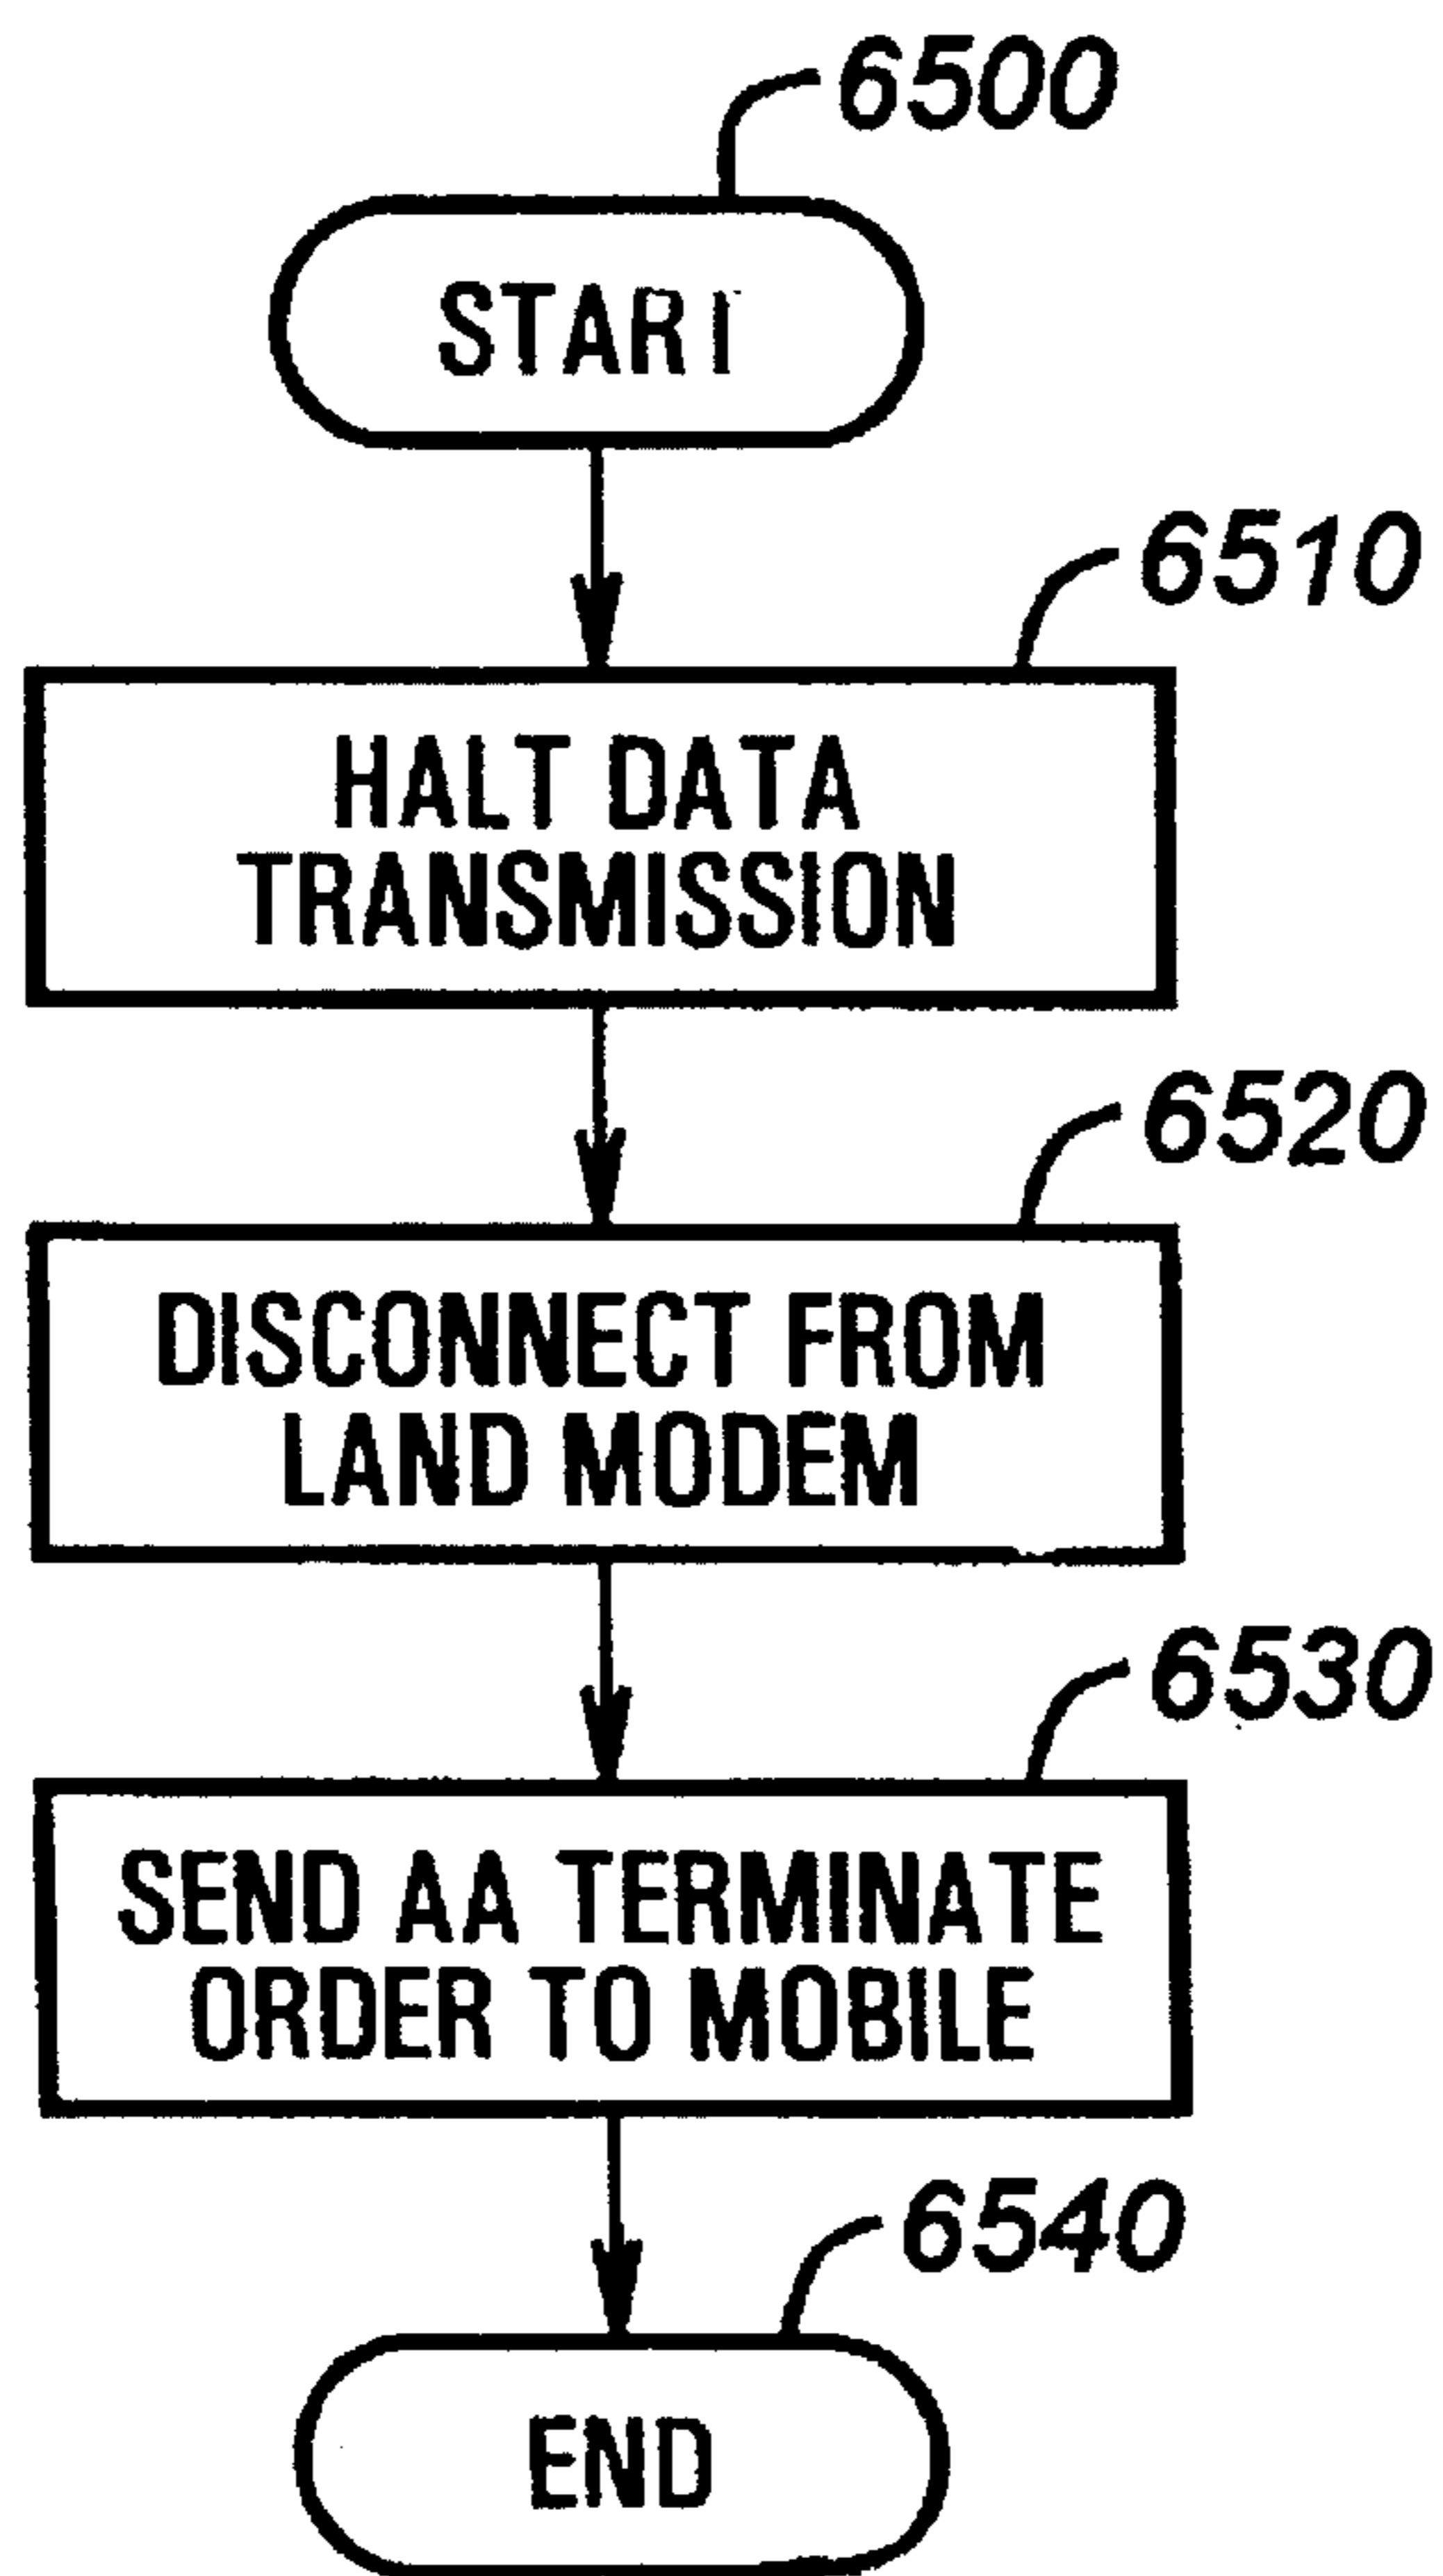 6500
START
6510
HALT DATA
TRANSMISSION
6520
DISCONNECT FROM
LAND MODEM
6530
SEND AA TERMINATE
ORDER TO MOBILE
6540
END